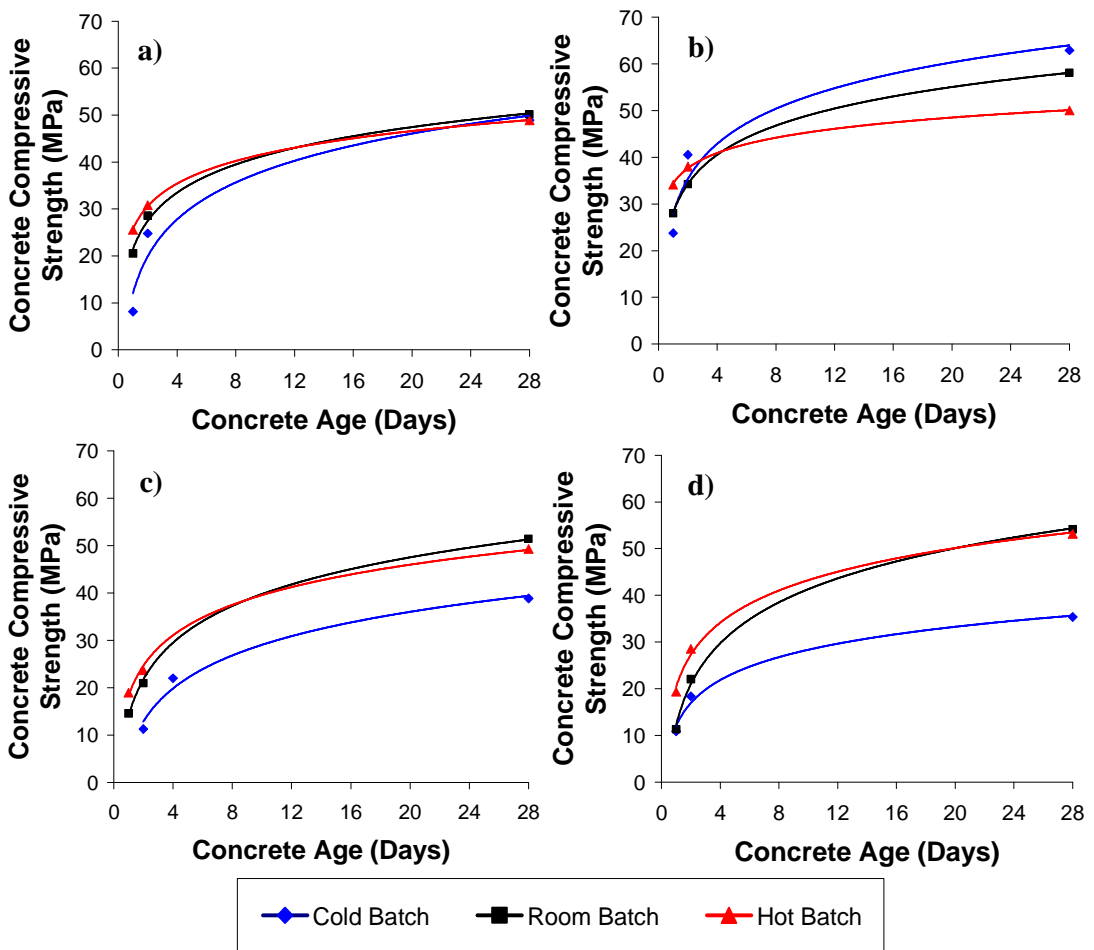 a)
Concrete Compressive
Strength (MPa)
70
60
50
40
30
20
10
0
0 4 8 12 16 20 24 28
Concrete Age (Days)
b)
Concrete Compressive
Strength (MPa)
70
60
50
40
30
20
10
0
0 4 8 12 16 20 24 28
Concrete Age (Days)
c)
Concrete Compressive
Strength (MPa)
70
60
50
40
30
20
10
0
0 4 8 12 16 20 24 28
Concrete Age (Days)
d)
Concrete Compressive
Strength (MPa)
70
60
50
40
30
20
10
0
0 4 8 12 16 20 24 28
Concrete Age (Days)
Cold Batch Room Batch Hot Batch